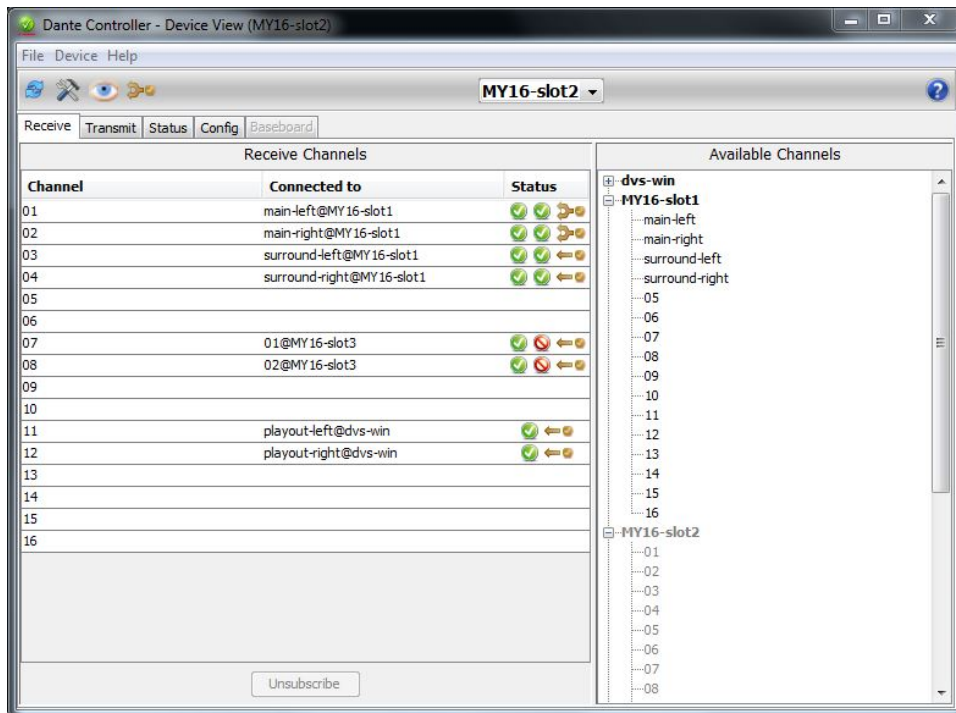 Dante Controller - Device View (MY16-slot2)
File Device Help
MY16-slot2
Receive Transmit Status Config Baseboard
Receive Channels
Channel Connected to Status
01 main-left@MY16-slot1
02 main-right@MY16-slot1
03 surround-left@MY16-slot1
04 surround-right@MY16-slot1
05
06
07 01@MY16-slot3
08 02@MY16-slot3
09
10
11 playout-left@dvs-win
12 playout-right@dvs-win
13
14
15
16
Unsubscribe
Available Channels
dvs-win
MY16-slot1
main-left
main-right
surround-left
surround-right
05
06
07
08
09
10
11
12
13
14
15
16
MY16-slot2
01
02
03
04
05
06
07
08